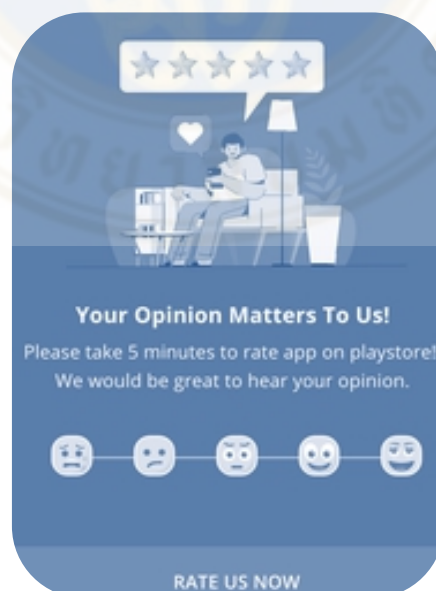 Your Opinion Matters To Us!
Please take 5 minutes to rate app on playstore!
We would be great to hear your opinion.
RATE US NOW